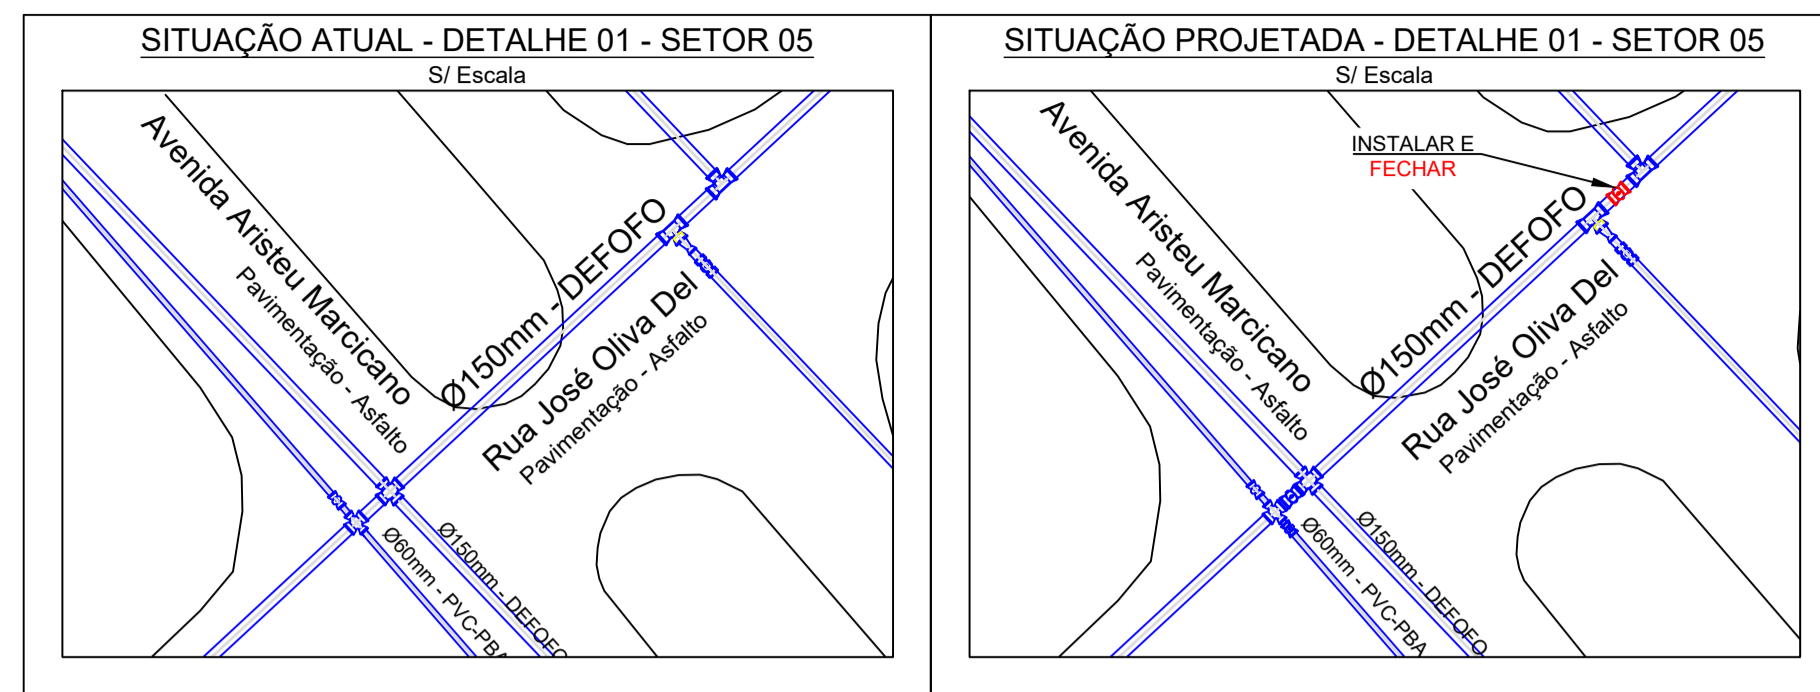 SITUAÇÃO ATUAL - DETALHE 01 - SETOR 05
S/ Escala
Avenida Aristeu Marcicano
Pavimentação - Asfalto
Ø150mm - DEFOFO
Rua José Oliva Del
Pavimentação - Asfalto
Ø150mm - DEFOFO
Ø60mm - PVC-PBA
SITUAÇÃO PROJETADA - DETALHE 01 - SETOR 05
S/ Escala
INSTALAR E
FECHAR
Avenida Aristeu Marcicano
Pavimentação - Asfalto
Ø150mm - DEFOFO
Rua José Oliva Del
Pavimentação - Asfalto
Ø150mm - DEFOFO
Ø60mm - PVC-PBA